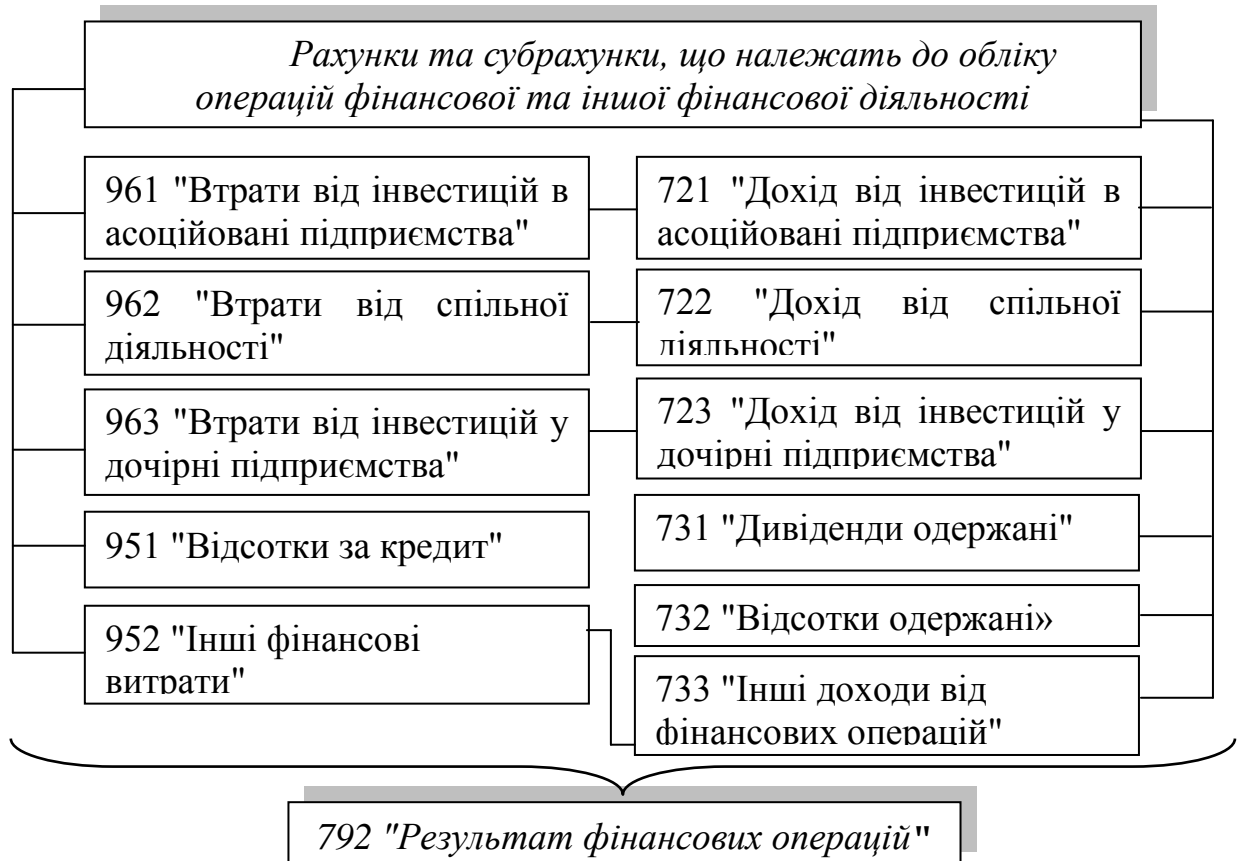 Рахунки та субрахунки, що належать до обліку
операцій фінансової та іншої фінансової діяльності
961 "Втрати від інвестицій в
асоційовані підприємства"
962 "Втрати від спільної
діяльності"
963 "Втрати від інвестицій у
дочірні підприємства"
951 "Відсотки за кредит"
952 "Інші фінансові
витрати"
721 "Дохід від інвестицій в
асоційовані підприємства"
722 "Дохід від спільної
діяльності"
723 "Дохід від інвестицій у
дочірні підприємства"
731 "Дивіденди одержані"
732 "Відсотки одержані»
733 "Інші доходи від
фінансових операцій"
792 "Результат фінансових операцій"